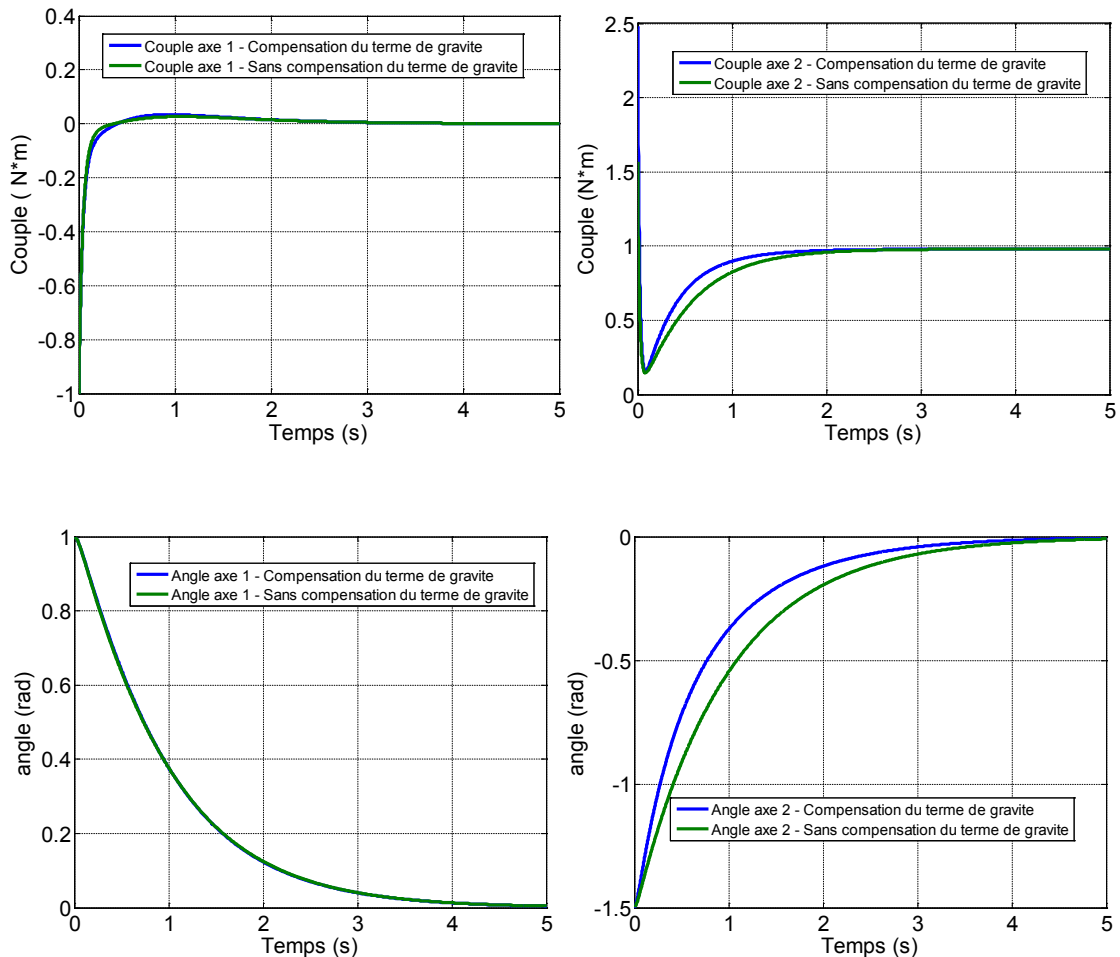 0.4
0.2
0
-0.2
-0.4
-0.6
-0.8
-1
Couple ( N*m)
Couple axe 1 - Compensation du terme de gravite
Couple axe 1 - Sans compensation du terme de gravite
0 1 2 3 4 5
Temps (s)
2.5
2
1.5
1
0.5
0
Couple (N*m)
Couple axe 2 - Compensation du terme de gravite
Couple axe 2 - Sans compensation du terme de gravite
0 1 2 3 4 5
Temps (s)
1
0.8
0.6
0.4
0.2
0
angle (rad)
Angle axe 1 - Compensation du terme de gravite
Angle axe 1 - Sans compensation du terme de gravite
0 1 2 3 4 5
Temps (s)
0
-0.5
-1
-1.5
angle (rad)
Angle axe 2 - Compensation du terme de gravite
Angle axe 2 - Sans compensation du terme de gravite
0 1 2 3 4 5
Temps (s)